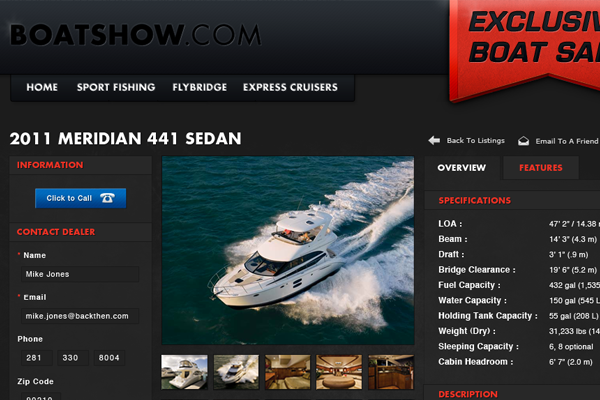 BOATSHOW.COM
EXCLUSIV
BOAT SA
HOME SPORT FISHING FLYBRIDGE EXPRESS CRUISERS
2011 MERIDIAN 441 SEDAN
Back To Listings Email To A Friend
INFORMATION
Click to Call
CONTACT DEALER
* Name
Mike Jones
* Email
mike.jones@backthen.com
Phone
281 330 8004
Zip Code
OVERVIEW FEATURES
SPECIFICATIONS
LOA : 47' 2" / 14.38
Beam : 14' 3" (4.3 m)
Draft : 3' 1" (.9 m)
Bridge Clearance : 19' 6" (5.2 m)
Fuel Capacity : 432 gal (1,535
Water Capacity : 150 gal (545 L
Holding Tank Capacity : 55 gal (208 L)
Weight (Dry) : 31,233 lbs (14
Sleeping Capacity : 6, 8 optional
Cabin Headroom : 6' 7" (2.0 m)
DESCRIPTION